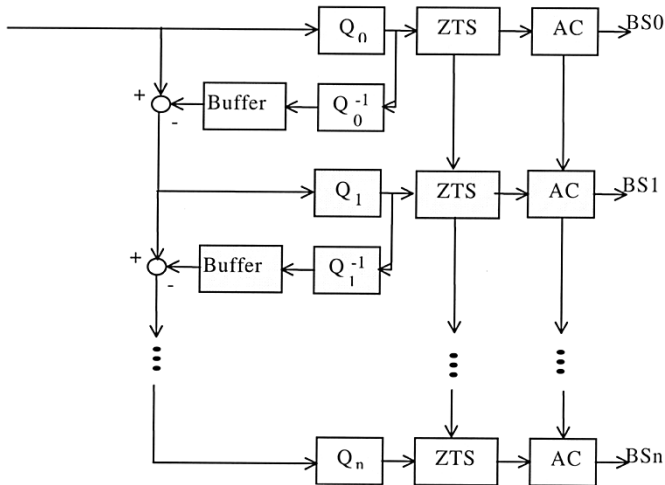 Q0 ZTS AC BS0
+ - Buffer Q0-1
Q1 ZTS AC BS1
+ - Buffer Q1-1
Qn ZTS AC BSn